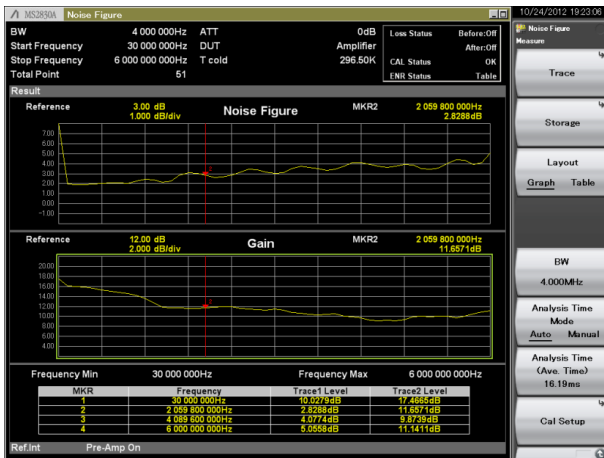 MS2830A Noise Figure
10/24/2012 19:23:06
BW 4 000 000Hz ATT 0dB Loss Status Before:Off
Start Frequency 30 000 000Hz DUT Amplifier After:Off
Stop Frequency 6 000 000 000Hz T cold 296.50K CAL Status OK
Total Point 51 ENR Status Table
Result
Reference 3.00 dB Noise Figure MKR2 2 059 800 000Hz
1.000 dB/div 2.8288dB
7.00
6.00
5.00
4.00
3.00
2.00
1.00
0.00
-1.00
2
Reference 12.00 dB Gain MKR2 2 059 800 000Hz
2.000 dB/div 11.6571dB
20.00
18.00
16.00
14.00
12.00
10.00
8.00
6.00
4.00
2
Frequency Min 30 000 000Hz Frequency Max 6 000 000 000Hz
MKR Frequency Trace1 Level Trace2 Level
1 30 000 000Hz 10.0279dB 17.4665dB
2 2 059 800 000Hz 2.8288dB 11.6571dB
3 4 089 600 000Hz 4.0774dB 9.8739dB
4 6 000 000 000Hz 5.0558dB 11.1411dB
Ref.Int Pre-Amp On
Noise Figure
Measure
Trace
Storage
Layout
Graph Table
BW
4.000MHz
Analysis Time
Mode
Auto Manual
Analysis Time
(Ave. Time)
16.19ms
Cal Setup